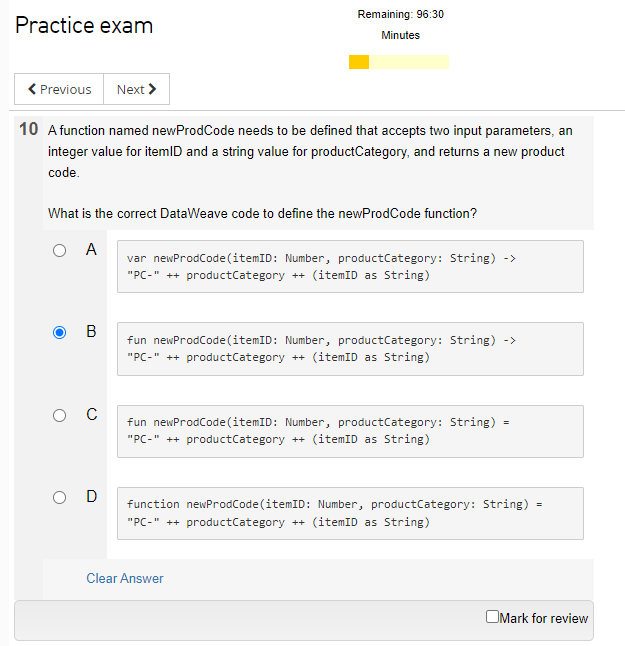 Practice exam
Remaining: 96:30
Minutes
Previous
Next
10 A function named newProdCode needs to be defined that accepts two input parameters, an
integer value for itemID and a string value for productCategory, and returns a new product
code.
What is the correct DataWeave code to define the newProdCode function?
A
var newProdCode(itemID: Number, productCategory: String) ->
"PC-" ++ productCategory ++ (itemID as String)
B
fun newProdCode(itemID: Number, productCategory: String) ->
"PC-" ++ productCategory ++ (itemID as String)
C
fun newProdCode(itemID: Number, productCategory: String) =
"PC-" ++ productCategory ++ (itemID as String)
D
function newProdCode(itemID: Number, productCategory: String) =
"PC-" ++ productCategory ++ (itemID as String)
Clear Answer
Mark for review